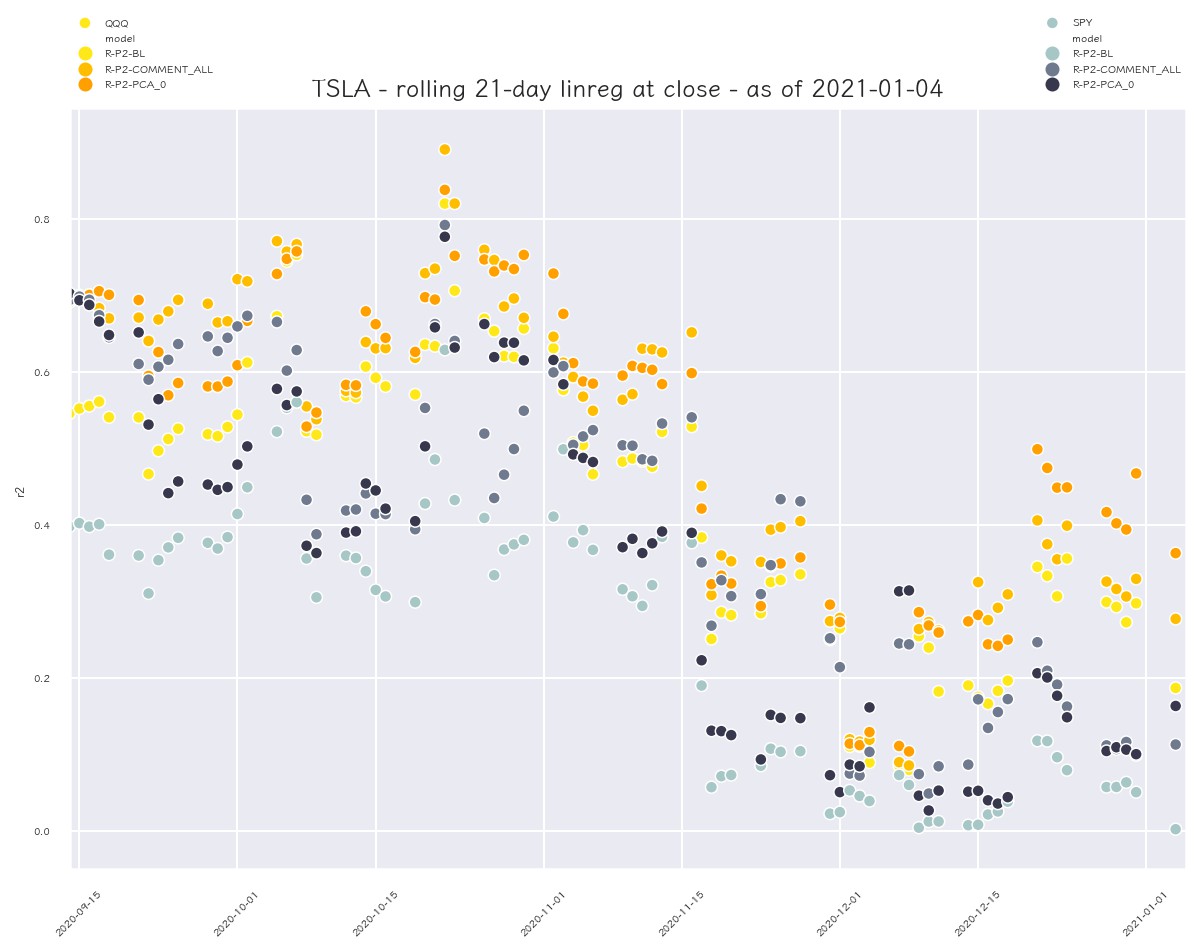 QQQ
model
R-P2-BL
R-P2-COMMENT_ALL
R-P2-PCA_0
SPY
model
R-P2-BL
R-P2-COMMENT_ALL
R-P2-PCA_0
TSLA - rolling 21-day linreg at close - as of 2021-01-04
r2
0.8
0.6
0.4
0.2
0.0
2020-09-15
2020-10-01
2020-10-15
2020-11-01
2020-11-15
2020-12-01
2020-12-15
2021-01-01